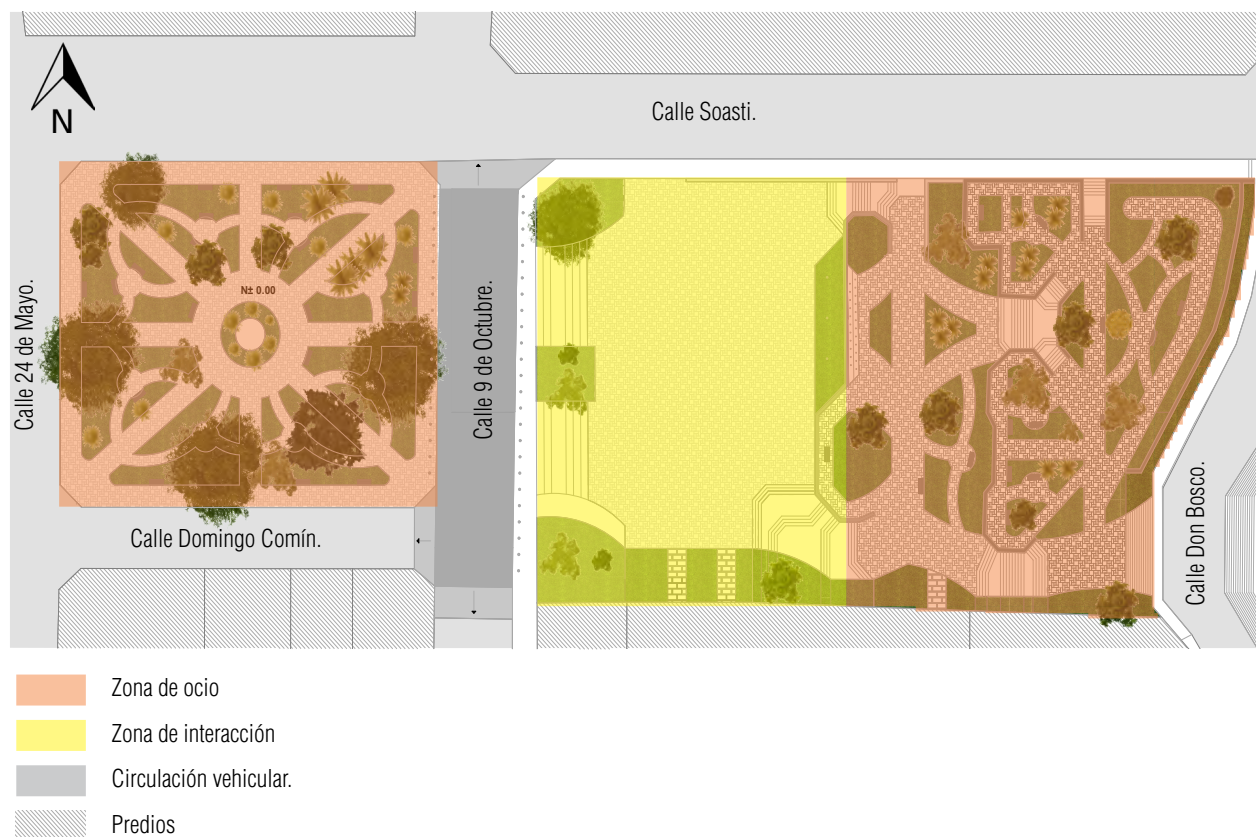 N
Calle Soasti.
Calle 24 de Mayo.
N± 0.00
Calle 9 de Octubre.
Calle Domingo Comín.
Calle Don Bosco.
Zona de ocio
Zona de interacción
Circulación vehicular.
Predios